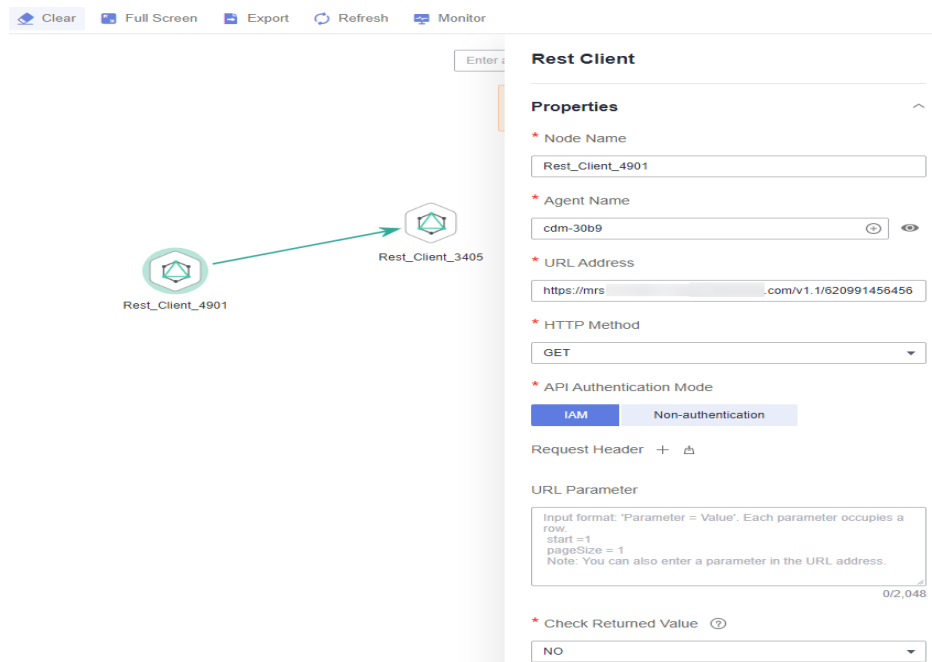 Clear Full Screen Export Refresh Monitor
Enter
Rest Client
Properties
* Node Name
Rest_Client_4901
* Agent Name
cdm-30b9
* URL Address
https://mrs .com/v1.1/620991456456
* HTTP Method
GET
* API Authentication Mode
IAM Non-authentication
Request Header
URL Parameter
Input format: 'Parameter = Value'. Each parameter occupies a
row.
start =1
pageSize = 1
Note: You can also enter a parameter in the URL address.
0/2,048
* Check Returned Value
NO
Rest_Client_3405
Rest_Client_4901